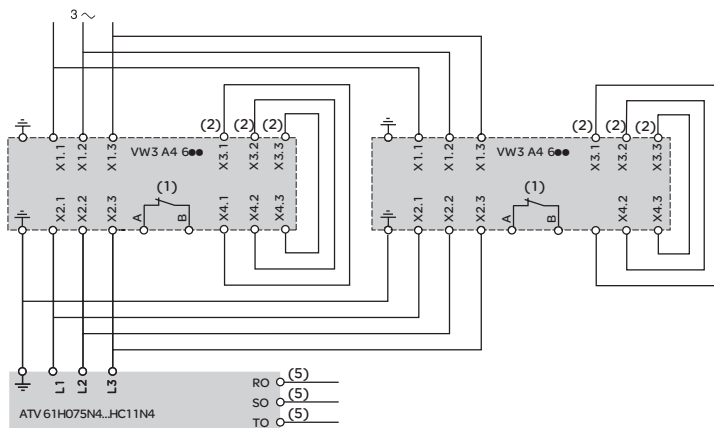 3 ~
(2) (2) (2)
(2) (2) (2)
X1.1 X1.2 X1.3 VW3 A4 6●● X3.1 X3.2 X3.3
X1.1 X1.2 X1.3 VW3 A4 6●● X3.1 X3.2 X3.3
(1)
(1)
X2.1 X2.2 X2.3 A B X4.1 X4.2 X4.3
X2.1 X2.2 X2.3 A B X4.2 X4.3
L1 L2 L3
RO (5)
SO (5)
TO (5)
ATV 61H075N4...HC11N4